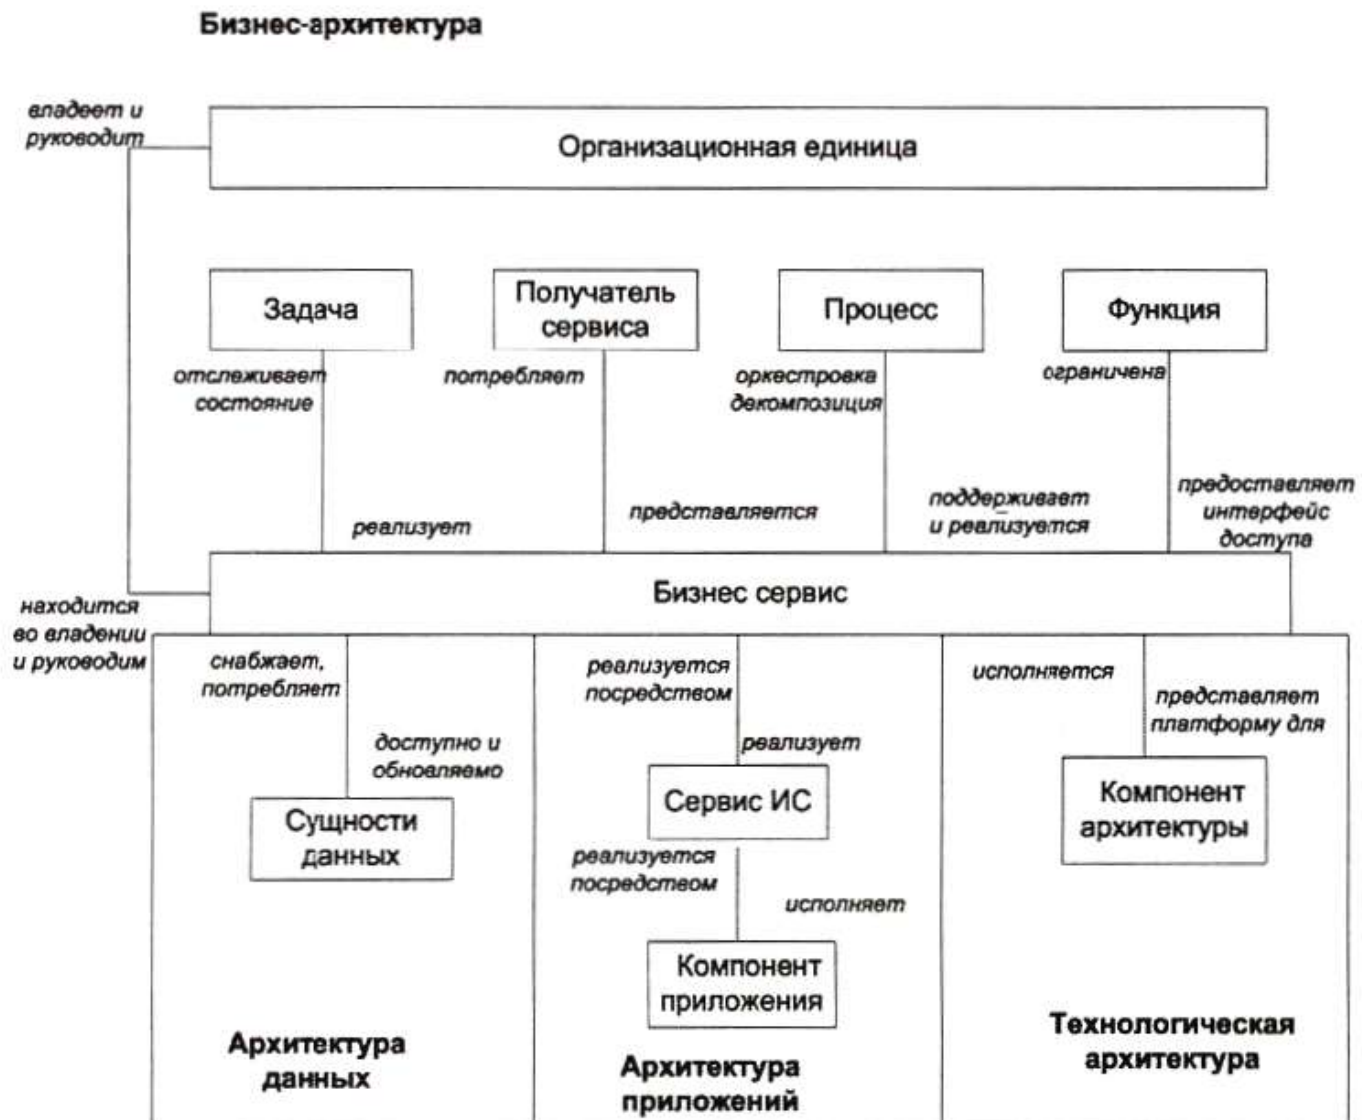 Бизнес-архитектура
владеет и
руководит
Организационная единица
Задача
Получатель
сервиса
Процесс
Функция
отслеживает
состояние
потребляет
оркестровка
декомпозиция
ограничена
реализует
представляется
поддерживает
и реализуется
предоставляет
интерфейс
доступа
Бизнес сервис
находится
во владении
и руководим
снабжает,
потребляет
доступно и
обновляемо
Сущности
данных
Архитектура
данных
реализуется
посредством
реализует
Сервис ИС
реализуется
посредством
исполняет
Компонент
приложения
Архитектура
приложений
исполняется
представляет
платформу для
Компонент
архитектуры
Технологическая
архитектура